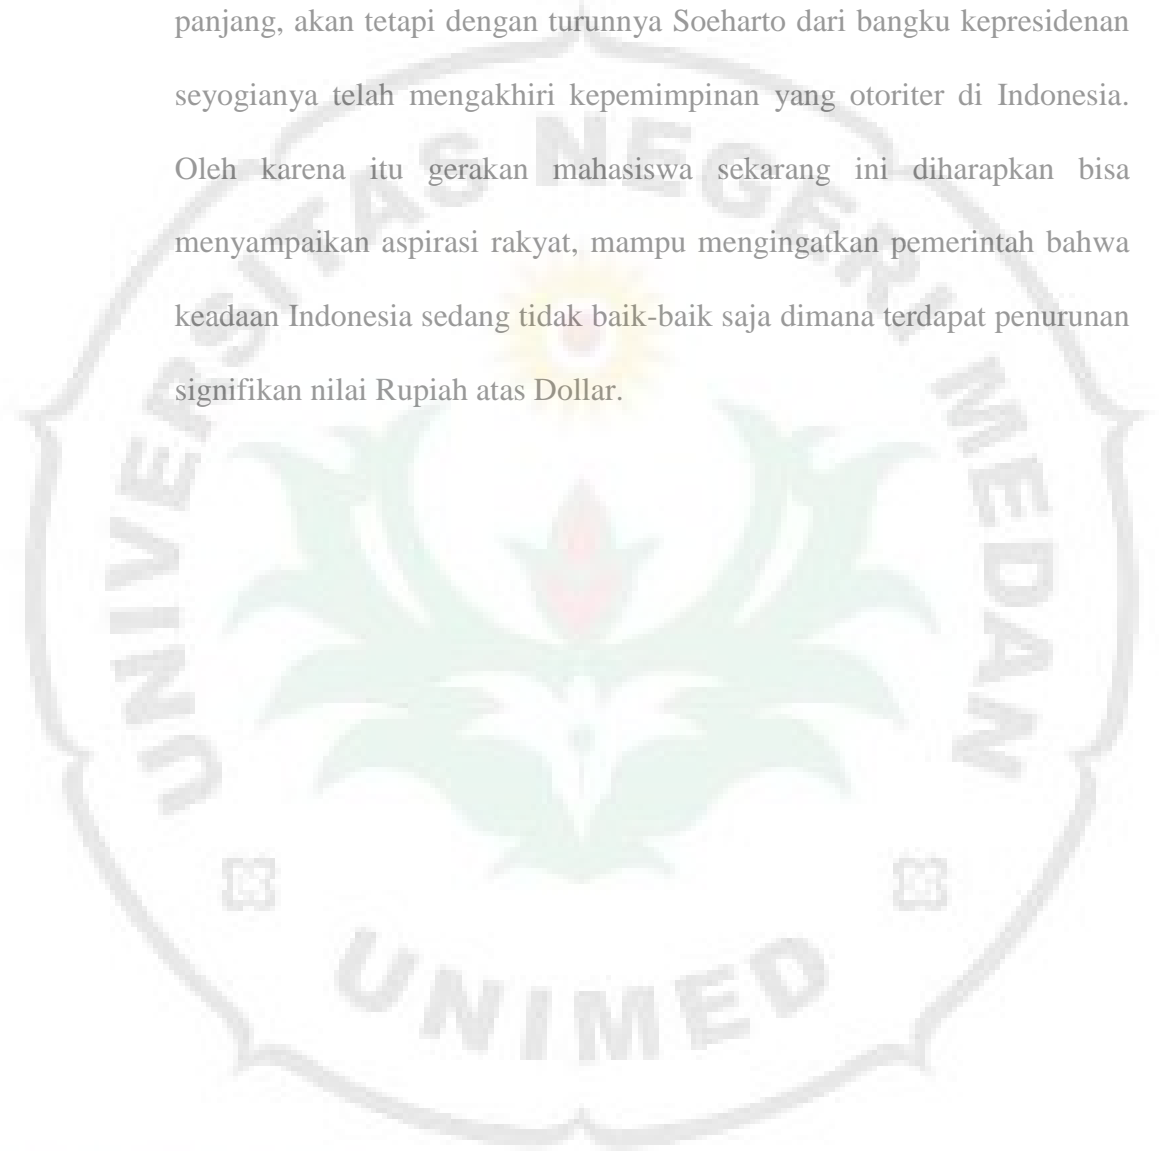 panjang, akan tetapi dengan turunnya Soeharto dari bangku kepresidenan
seyogianya telah mengakhiri kepemimpinan yang otoriter di Indonesia.
Oleh karena itu gerakan mahasiswa sekarang ini diharapkan bisa
menyampaikan aspirasi rakyat, mampu mengingatkan pemerintah bahwa
keadaan Indonesia sedang tidak baik-baik saja dimana terdapat penurunan
signifikan nilai Rupiah atas Dollar.
UNIVERSITAS NEGERI MEDAN
UNIMED